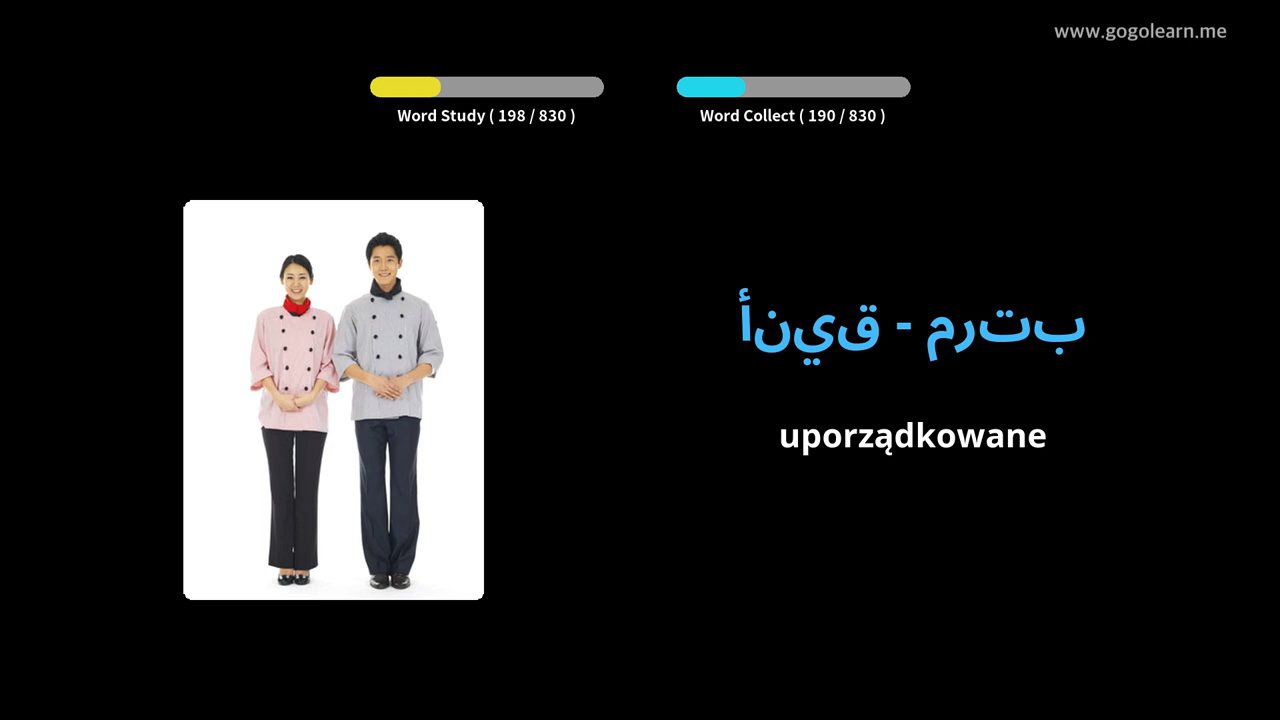 www.gogolearn.me
Word Study ( 198 / 830 )
Word Collect ( 190 / 830 )
أنيق - مرتب
uporządkowane